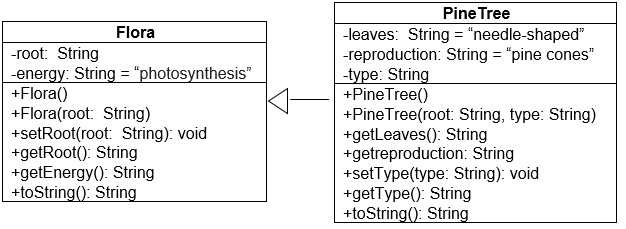 Flora
-root:  String
-energy: String = “photosynthesis”
+Flora()
+Flora(root:  String)
+setRoot(root:  String): void
+getRoot(): String
+getEnergy(): String
+toString(): String
PineTree
-leaves:  String = “needle-shaped”
-reproduction: String = “pine cones”
-type: String
+PineTree()
+PineTree(root: String, type: String)
+getLeaves(): String
+getreproduction: String
+setType(type: String): void
+getType(): String
+toString(): String